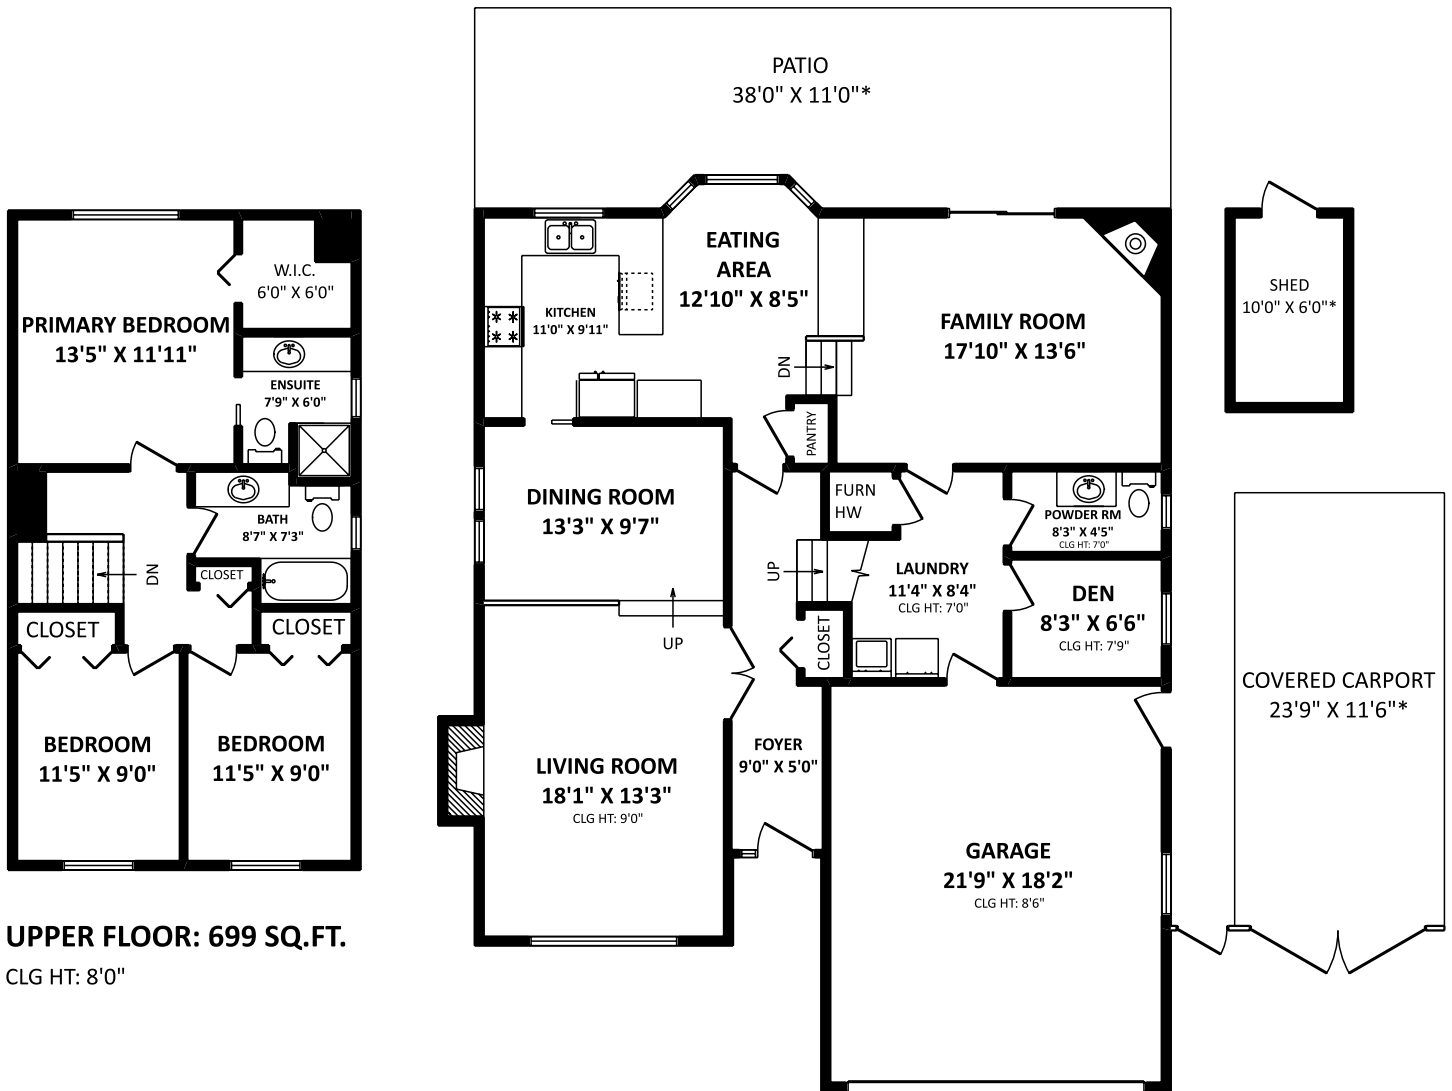 PATIO
38'0" X 11'0"*
W.I.C.
6'0" X 6'0"
PRIMARY BEDROOM
13'5" X 11'11"
ENSUITE
7'9" X 6'0"
BATH
8'7" X 7'3"
DN
CLOSET
CLOSET
CLOSET
BEDROOM
11'5" X 9'0"
BEDROOM
11'5" X 9'0"
UPPER FLOOR: 699 SQ.FT.
CLG HT: 8'0"
EATING
AREA
12'10" X 8'5"
KITCHEN
11'0" X 9'11"
FAMILY ROOM
17'10" X 13'6"
DN
PANTRY
DINING ROOM
13'3" X 9'7"
FURN
HW
POWDER RM
8'3" X 4'5"
CLG HT: 7'0"
UP
LAUNDRY
11'4" X 8'4"
CLG HT: 7'0"
DEN
8'3" X 6'6"
CLG HT: 7'9"
UP
CLOSET
LIVING ROOM
18'1" X 13'3"
CLG HT: 9'0"
FOYER
9'0" X 5'0"
GARAGE
21'9" X 18'2"
CLG HT: 8'6"
SHED
10'0" X 6'0"*
COVERED CARPORT
23'9" X 11'6"*